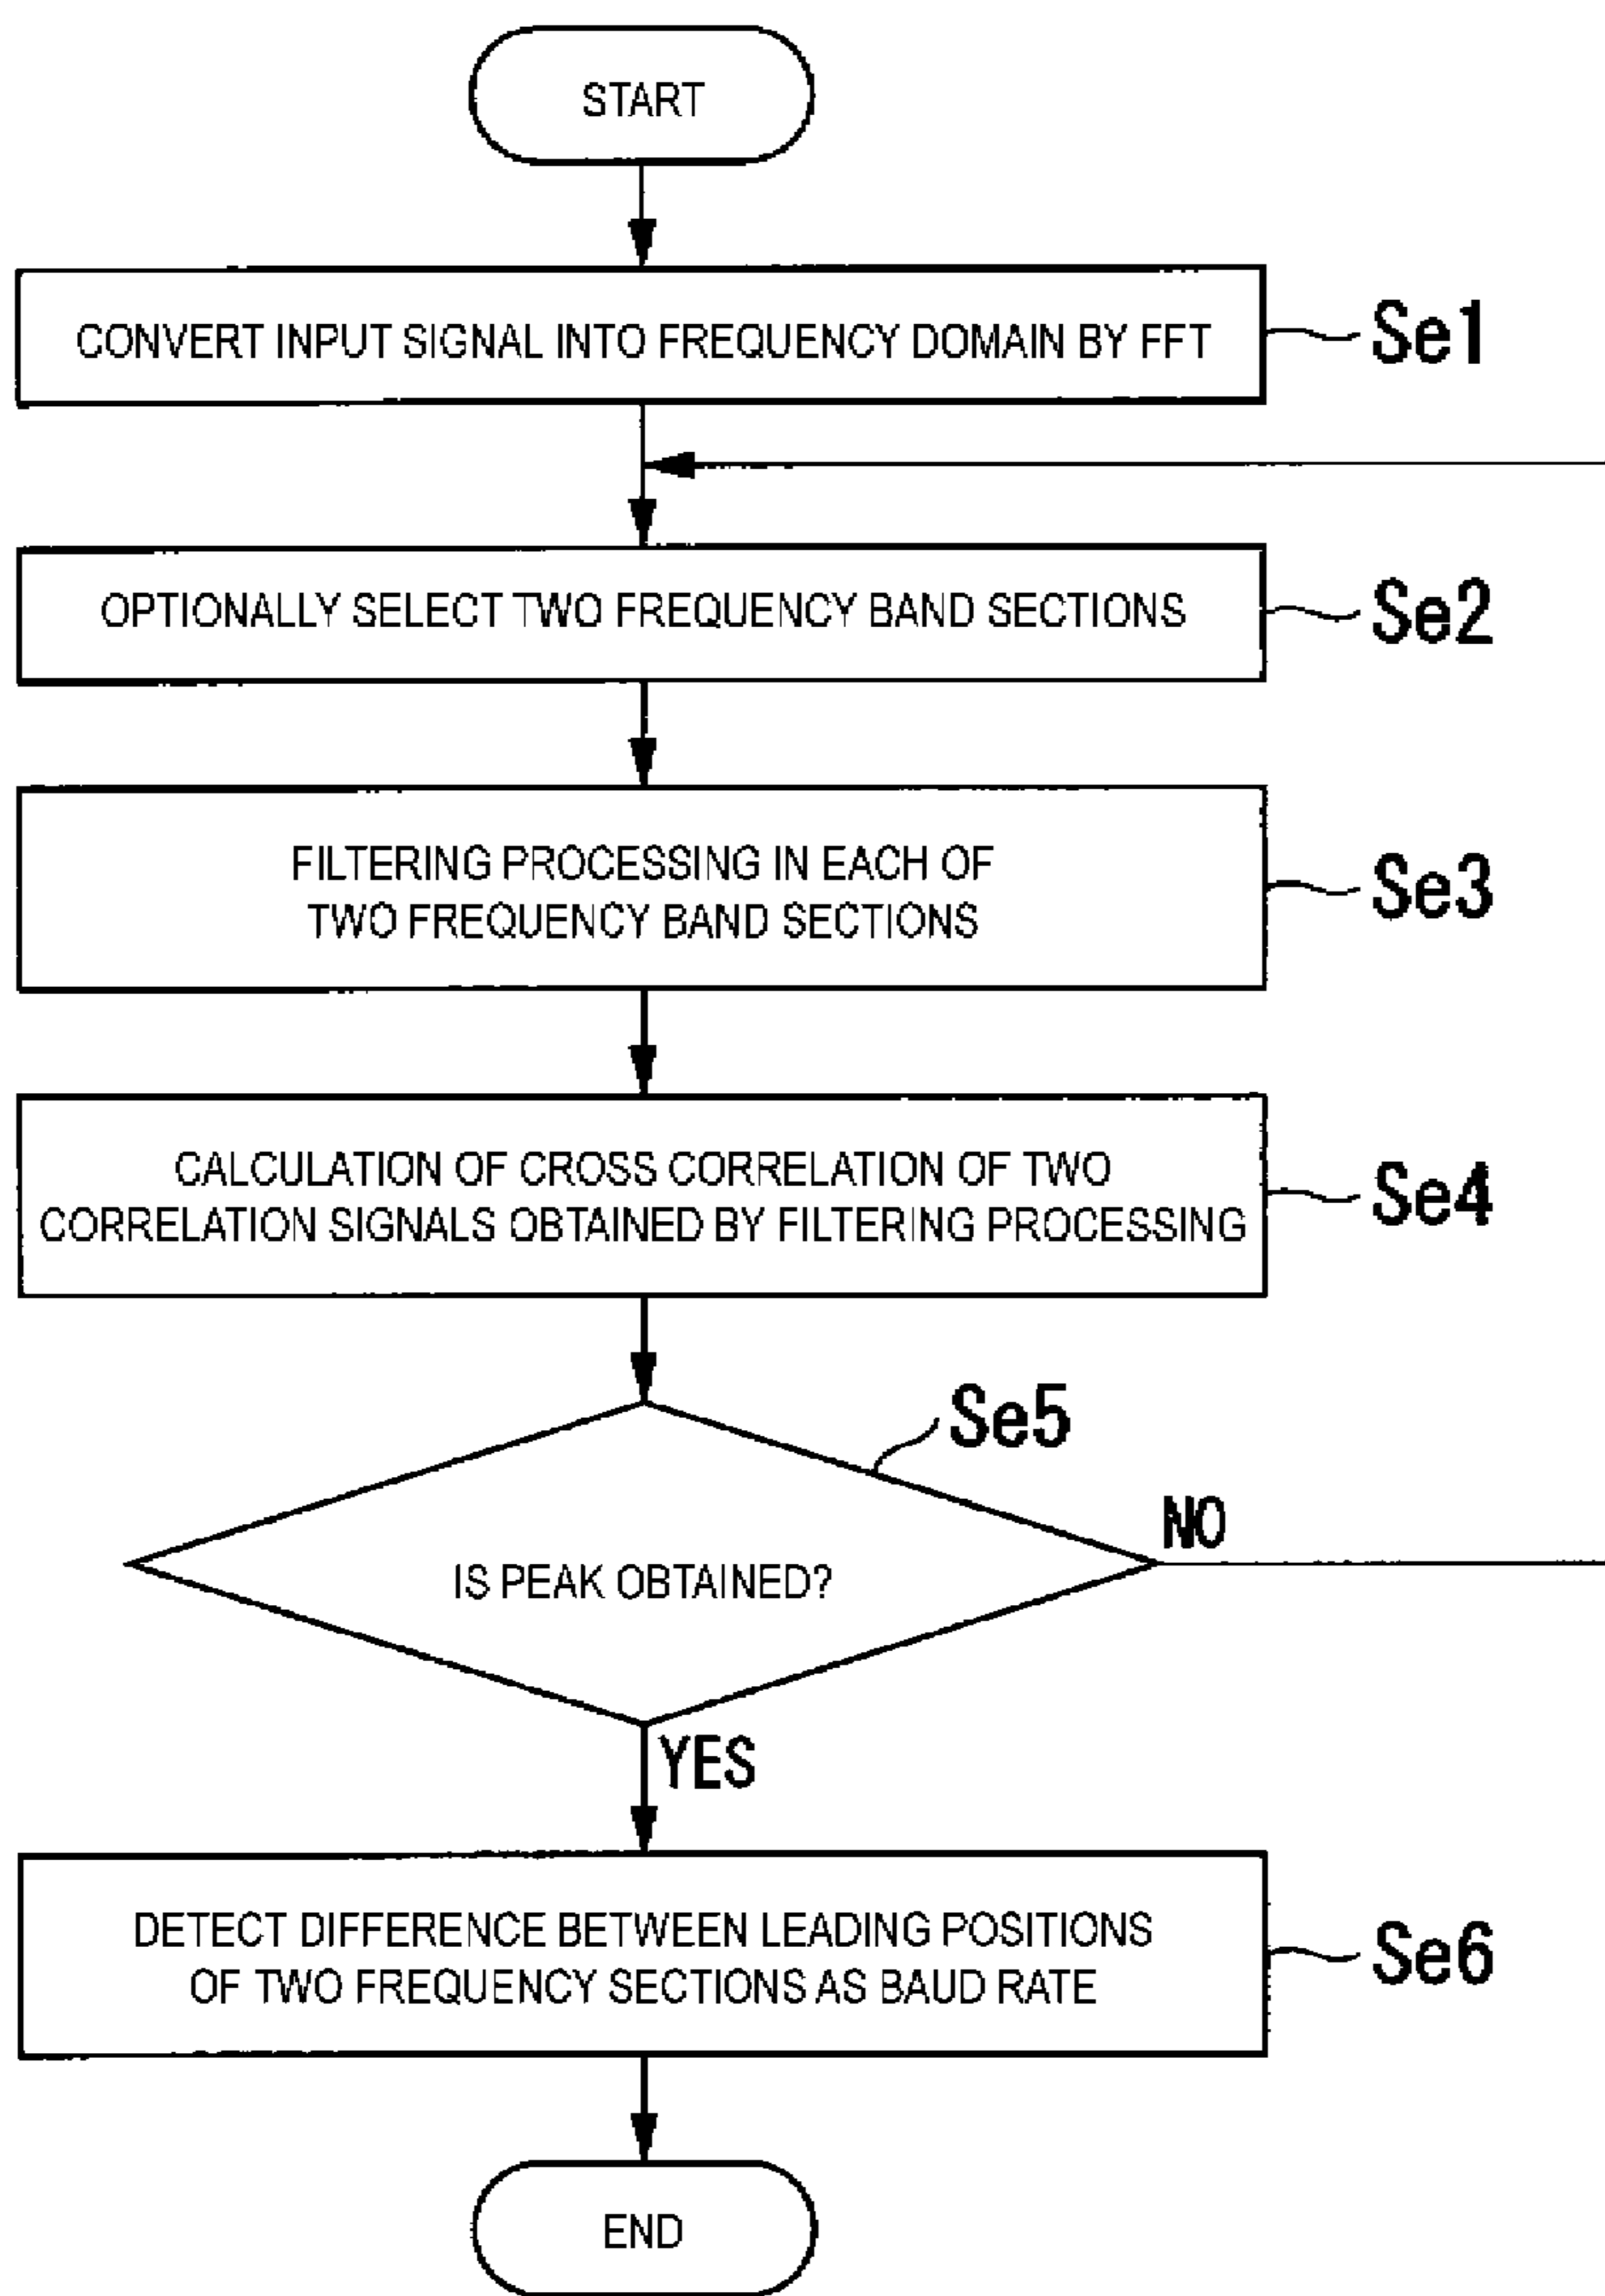 START
CONVERT INPUT SIGNAL INTO FREQUENCY DOMAIN BY FFT
Se1
OPTIONALLY SELECT TWO FREQUENCY BAND SECTIONS
Se2
FILTERING PROCESSING IN EACH OF
TWO FREQUENCY BAND SECTIONS
Se3
CALCULATION OF CROSS CORRELATION OF TWO
CORRELATION SIGNALS OBTAINED BY FILTERING PROCESSING
Se4
Se5
NO
IS PEAK OBTAINED?
YES
DETECT DIFFERENCE BETWEEN LEADING POSITIONS
OF TWO FREQUENCY SECTIONS AS BAUD RATE
Se6
END